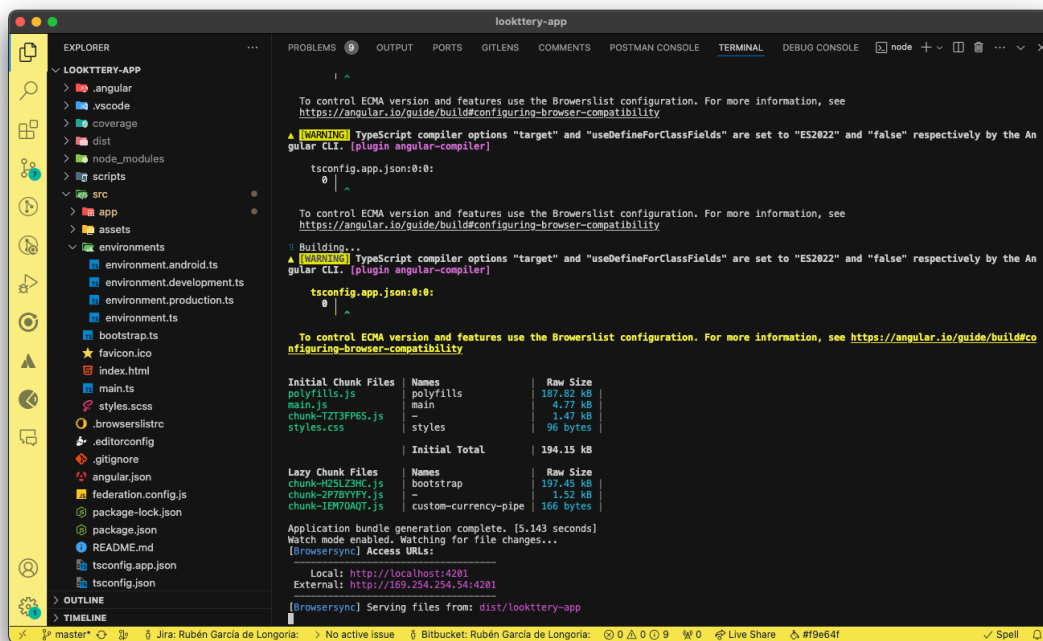 lookttery-app
EXPLORER
LOOKTTERY-APP
.angular
.vscode
coverage
dist
node_modules
scripts
src
app
assets
environments
environment.android.ts
environment.development.ts
environment.production.ts
environment.ts
bootstrap.ts
favicon.ico
index.html
main.ts
styles.scss
.browserslistrc
.editorconfig
.gitignore
angular.json
federation.config.js
package-lock.json
package.json
README.md
tsconfig.app.json
tsconfig.json
OUTLINE
TIMELINE
7
1
PROBLEMS 9 OUTPUT PORTS GITLENS COMMENTS POSTMAN CONSOLE TERMINAL DEBUG CONSOLE node
To control ECMA version and features use the Browerslist configuration. For more information, see
https://angular.io/guide/build#configuring-browser-compatibility
▲ [WARNING] TypeScript compiler options "target" and "useDefineForClassFields" are set to "ES2022" and "false" respectively by the An
gular CLI. [plugin angular-compiler]
tsconfig.app.json:0:0:
0 │
╵ ^
To control ECMA version and features use the Browerslist configuration. For more information, see
https://angular.io/guide/build#configuring-browser-compatibility
Building...
▲ [WARNING] TypeScript compiler options "target" and "useDefineForClassFields" are set to "ES2022" and "false" respectively by the An
gular CLI. [plugin angular-compiler]
tsconfig.app.json:0:0:
0 │
╵ ^
To control ECMA version and features use the Browerslist configuration. For more information, see https://angular.io/guide/build#co
nfiguring-browser-compatibility
Initial Chunk Files | Names | Raw Size
polyfills.js | polyfills | 187.82 kB |
main.js | main | 4.77 kB |
chunk-TZT3FP6S.js | - | 1.47 kB |
styles.css | styles | 96 bytes |
| Initial Total | 194.15 kB
Lazy Chunk Files | Names | Raw Size
chunk-H25LZ3HC.js | bootstrap | 197.45 kB |
chunk-2P7BYYFY.js | - | 1.52 kB |
chunk-IEM7OAQT.js | custom-currency-pipe | 166 bytes |
Application bundle generation complete. [5.143 seconds]
Watch mode enabled. Watching for file changes...
[Browsersync] Access URLs:
Local: http://localhost:4201
External: http://169.254.254.54:4201
[Browsersync] Serving files from: dist/lookttery-app
master* Jira: Rubén García de Longoria: No active issue Bitbucket: Rubén García de Longoria: 0 0 9 0 Live Share #f9e64f Spell